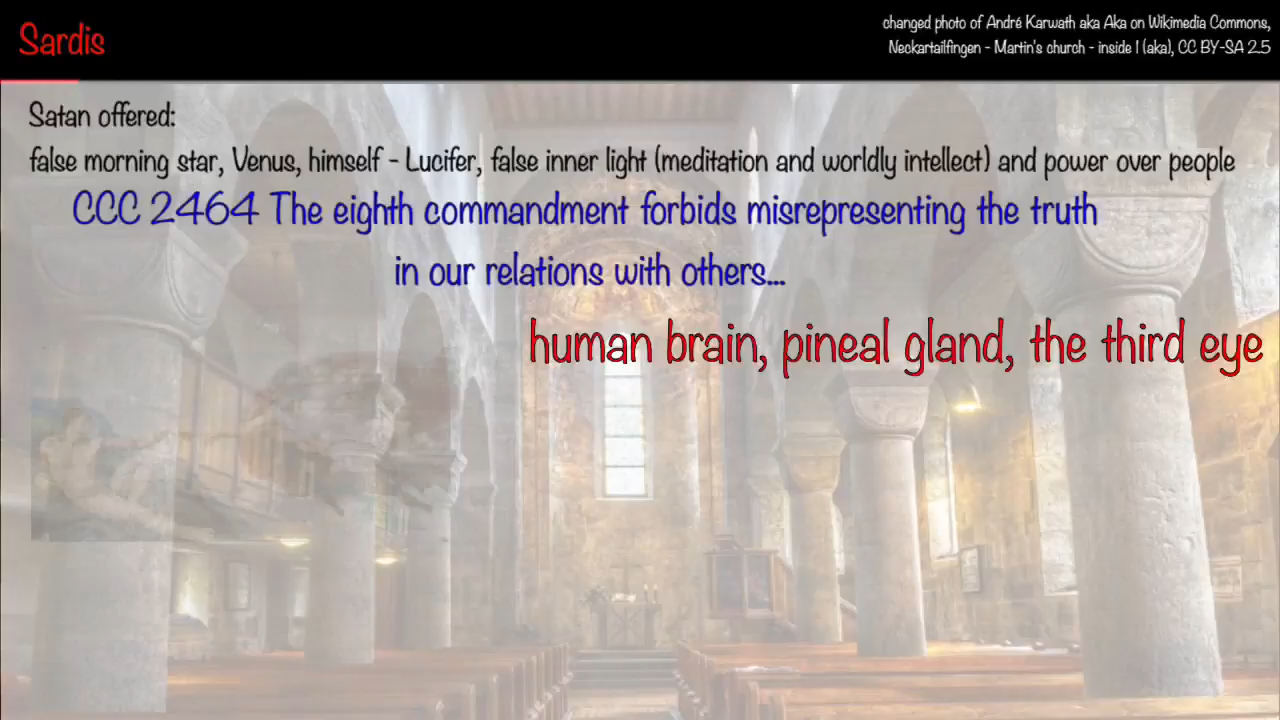 Sardis
changed photo of André Karwath aka Aka on Wikimedia Commons,
Neckartailfingen - Martin's church - inside 1 (aka), CC BY-SA 2.5
Satan offered:
false morning star, Venus, himself - Lucifer, false inner light (meditation and worldly intellect) and power over people
CCC 2464 The eighth commandment forbids misrepresenting the truth
in our relations with others...
human brain, pineal gland, the third eye